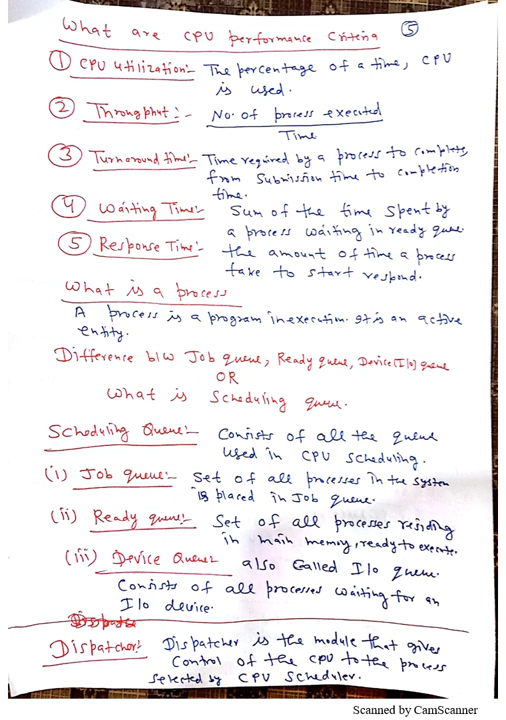 What are CPU performance Criteria ⑤
① CPU utilization:- The percentage of a time, CPU
is used.
② Throughput:- No. of process executed
Time
③ Turnaround time:- Time required by a process to complete,
from Submission time to completion
time.
④ Waiting Time:- Sum of the time spent by
a process waiting in ready queue
⑤ Response Time:- the amount of time a process
take to start respond.
What is a process
A process is a program in execution. It is an active
entity.
Difference b/w Job queue, Ready queue, Device(I/o) queue
OR
What is Scheduling queue.
Scheduling Queue:- Consists of all the queue
used in CPU Scheduling.
(i) Job queue:- Set of all processes in the system
is placed in Job queue.
(ii) Ready queue:- Set of all processes residing
in main memory, ready to execute.
(iii) Device Queue:- also Called I/o queue.
Consists of all processes waiting for an
I/o device.
Dispatcher:- Dispatcher is the module that gives
Control of the CPU to the process
selected by CPU Scheduler.
Scanned by CamScanner